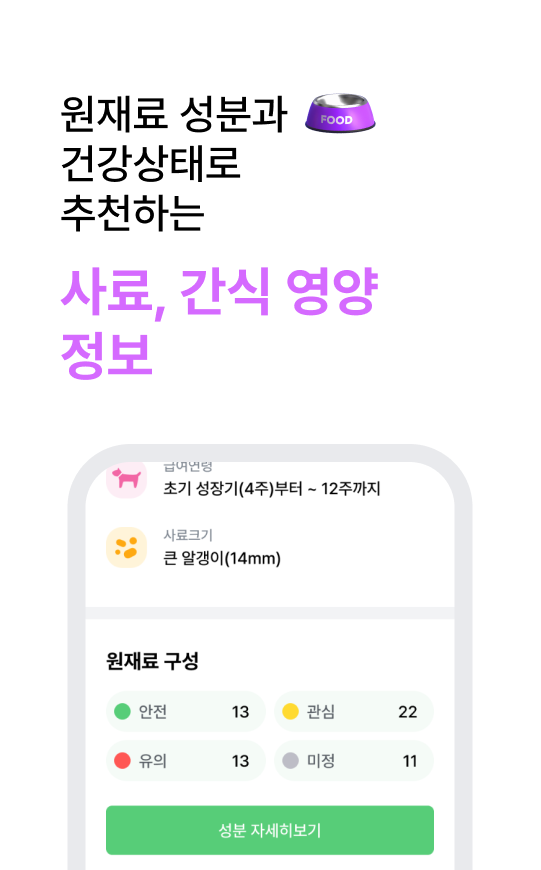 원재료 성분과
FOOD
건강상태로
추천하는
사료, 간식 영양
정보
급여연령
초기 성장기(4주)부터 ~ 12주까지
사료크기
큰 알갱이(14mm)
원재료 구성
안전 13 관심 22
유의 13 미정 11
성분 자세히보기